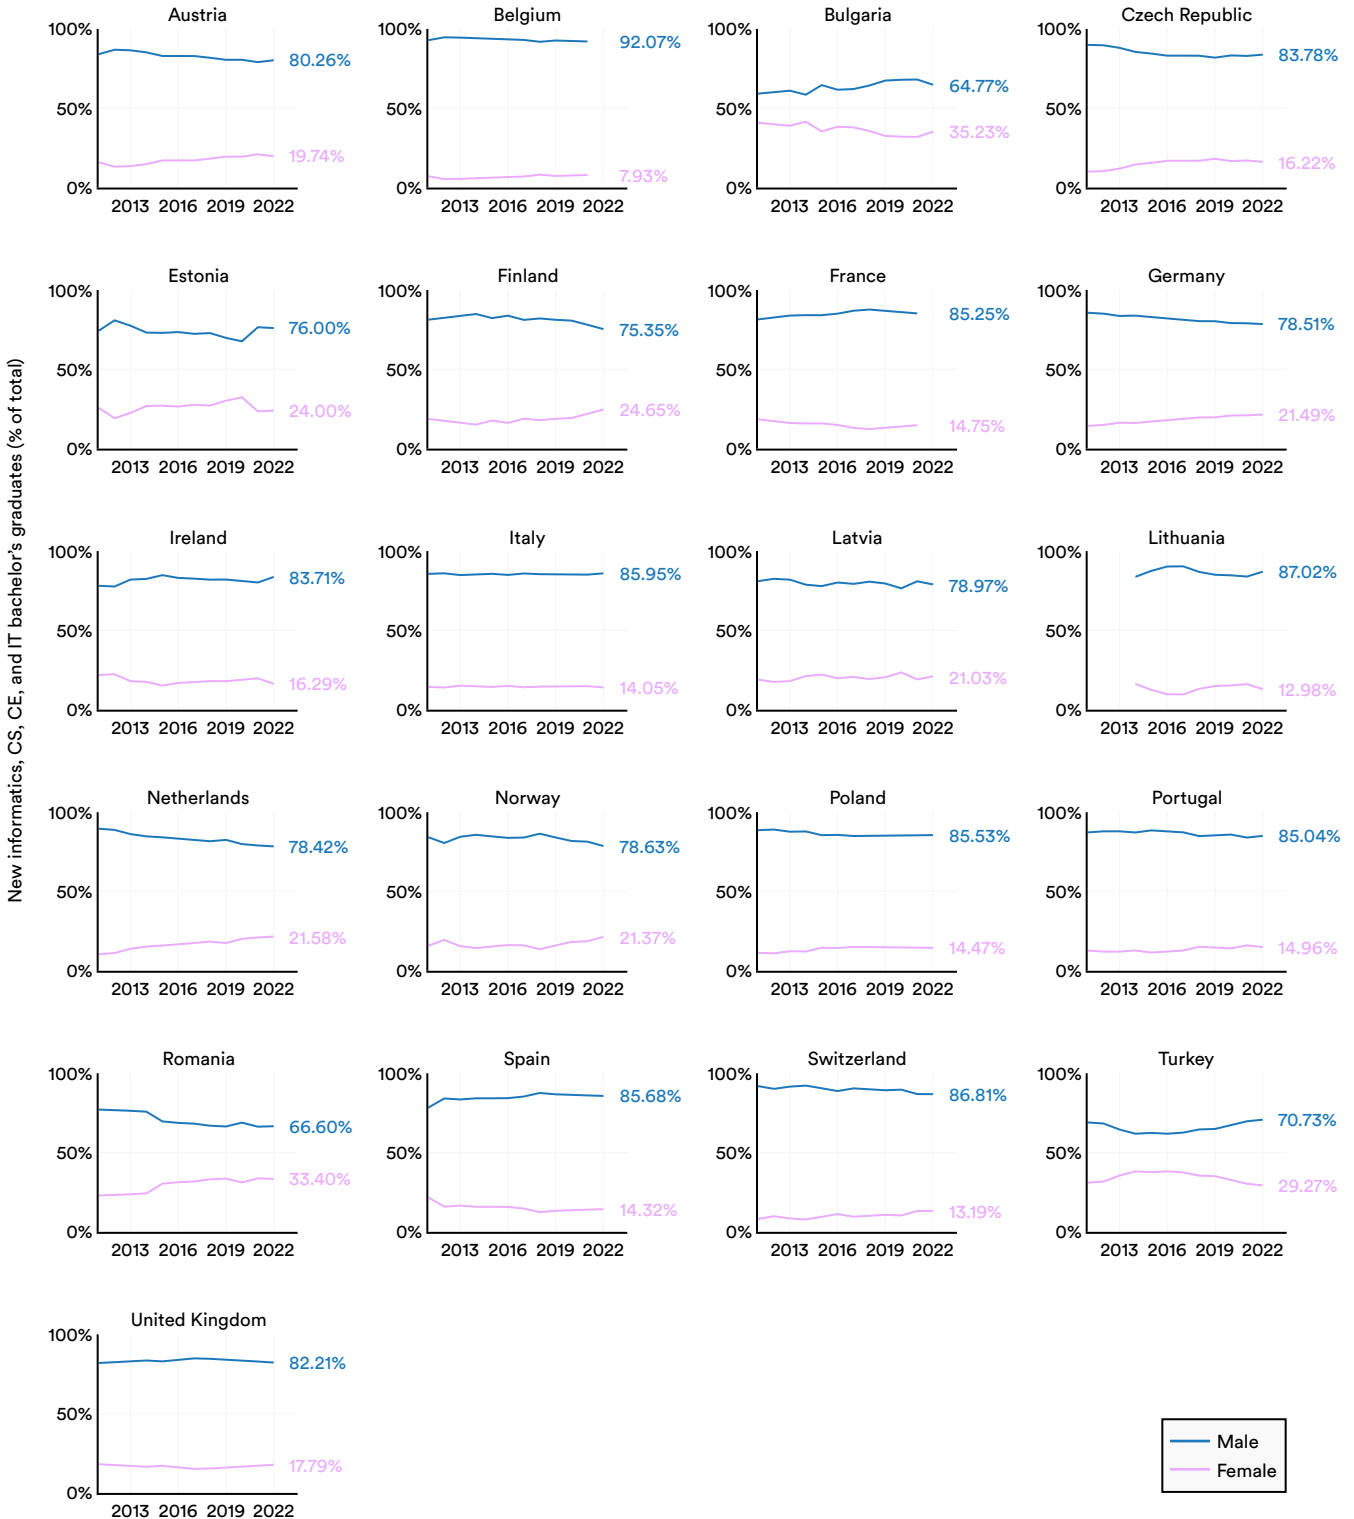 New informatics, CS, CE, and IT bachelor's graduates (% of total)
Austria
100%
50%
0%
80.26%
19.74%
2013 2016 2019 2022
Belgium
100%
50%
0%
92.07%
7.93%
2013 2016 2019 2022
Bulgaria
100%
50%
0%
64.77%
35.23%
2013 2016 2019 2022
Czech Republic
100%
50%
0%
83.78%
16.22%
2013 2016 2019 2022
Estonia
100%
50%
0%
76.00%
24.00%
2013 2016 2019 2022
Finland
100%
50%
0%
75.35%
24.65%
2013 2016 2019 2022
France
100%
50%
0%
85.25%
14.75%
2013 2016 2019 2022
Germany
100%
50%
0%
78.51%
21.49%
2013 2016 2019 2022
Ireland
100%
50%
0%
83.71%
16.29%
2013 2016 2019 2022
Italy
100%
50%
0%
85.95%
14.05%
2013 2016 2019 2022
Latvia
100%
50%
0%
78.97%
21.03%
2013 2016 2019 2022
Lithuania
100%
50%
0%
87.02%
12.98%
2013 2016 2019 2022
Netherlands
100%
50%
0%
78.42%
21.58%
2013 2016 2019 2022
Norway
100%
50%
0%
78.63%
21.37%
2013 2016 2019 2022
Poland
100%
50%
0%
85.53%
14.47%
2013 2016 2019 2022
Portugal
100%
50%
0%
85.04%
14.96%
2013 2016 2019 2022
Romania
100%
50%
0%
66.60%
33.40%
2013 2016 2019 2022
Spain
100%
50%
0%
85.68%
14.32%
2013 2016 2019 2022
Switzerland
100%
50%
0%
86.81%
13.19%
2013 2016 2019 2022
Turkey
100%
50%
0%
70.73%
29.27%
2013 2016 2019 2022
United Kingdom
100%
50%
0%
82.21%
17.79%
2013 2016 2019 2022
Male
Female